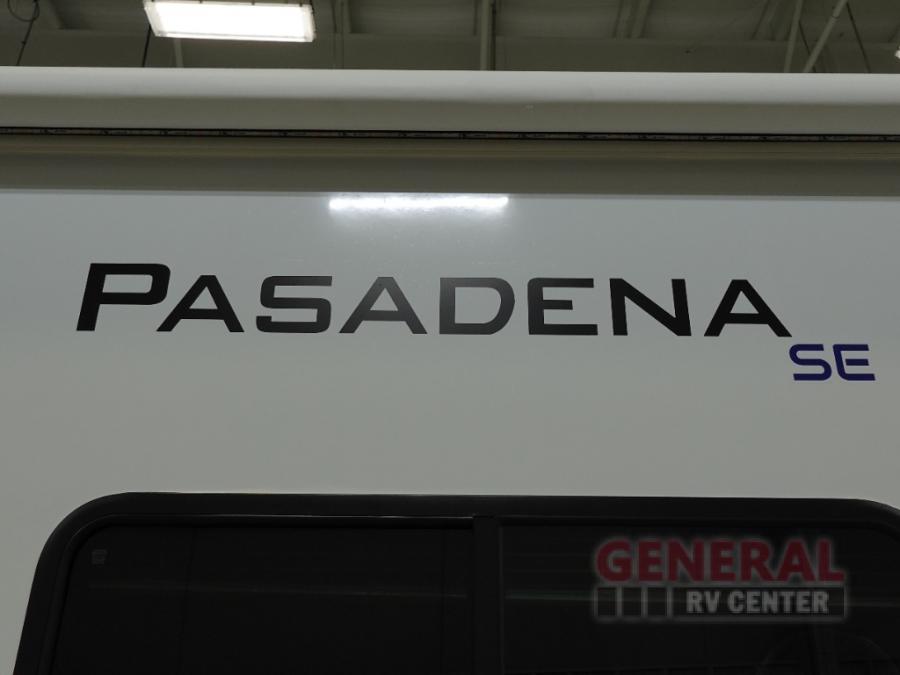 PASADENA
SE
GENERAL
RV CENTER